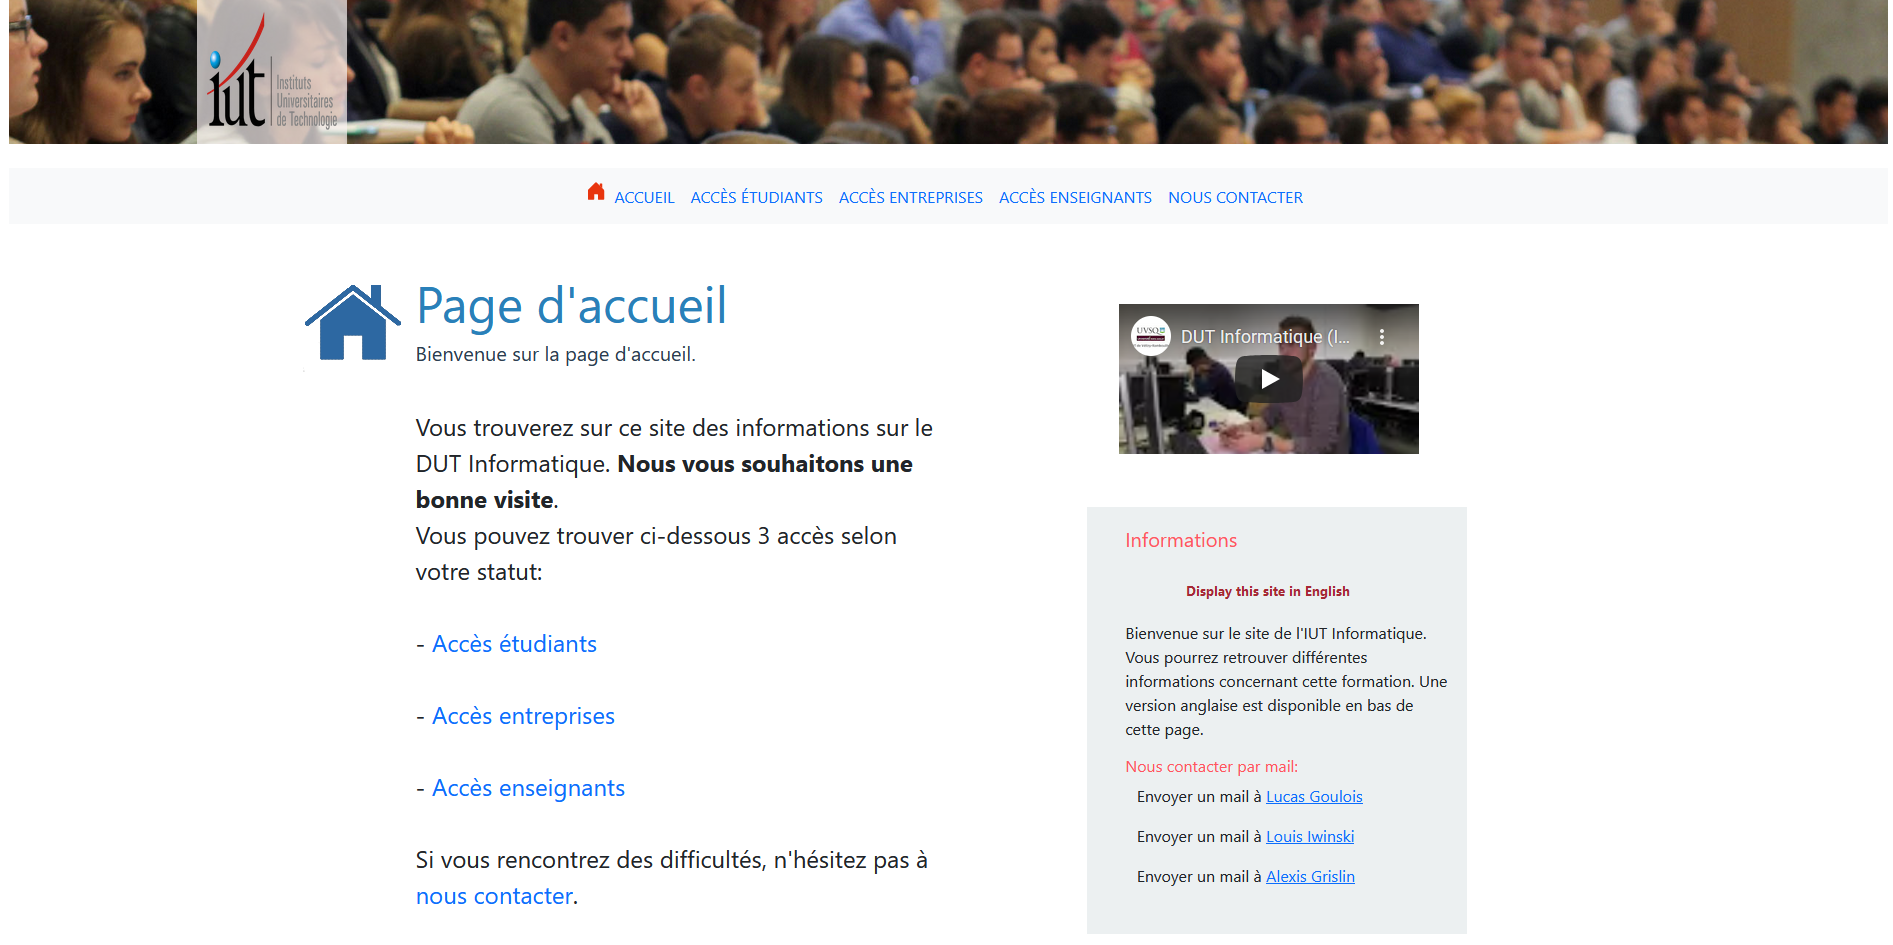 iut
Instituts
Universitaires
de Technologie
ACCUEIL ACCÈS ÉTUDIANTS ACCÈS ENTREPRISES ACCÈS ENSEIGNANTS NOUS CONTACTER
Page d'accueil
Bienvenue sur la page d'accueil.
Vous trouverez sur ce site des informations sur le
DUT Informatique. Nous vous souhaitons une
bonne visite.
Vous pouvez trouver ci-dessous 3 accès selon
votre statut:
- Accès étudiants
- Accès entreprises
- Accès enseignants
Si vous rencontrez des difficultés, n'hésitez pas à
nous contacter.
UVSQ
DUT Informatique (I...
Informations
Display this site in English
Bienvenue sur le site de l'IUT Informatique.
Vous pourrez retrouver différentes
informations concernant cette formation. Une
version anglaise est disponible en bas de
cette page.
Nous contacter par mail:
Envoyer un mail à Lucas Goulois
Envoyer un mail à Louis Iwinski
Envoyer un mail à Alexis Grislin